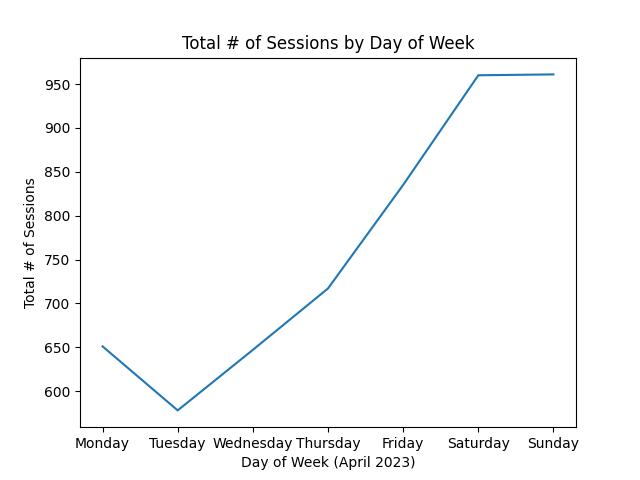 Total # of Sessions by Day of Week
950
900
850
800
750
700
650
600
Total # of Sessions
Monday Tuesday Wednesday Thursday Friday Saturday Sunday
Day of Week (April 2023)